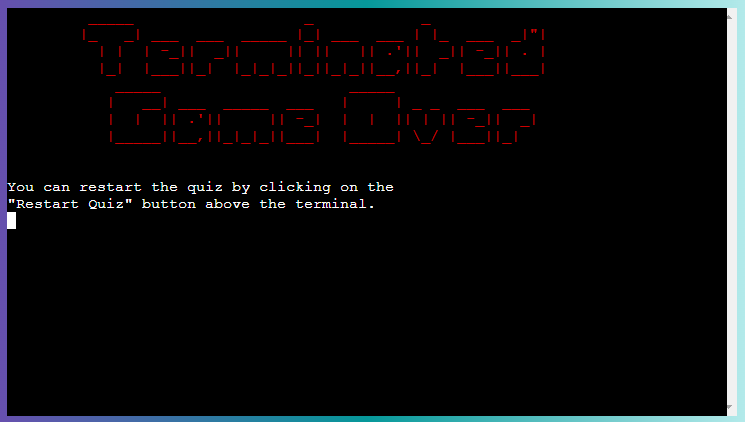 Terminated
Game Over
You can restart the quiz by clicking on the
"Restart Quiz" button above the terminal.